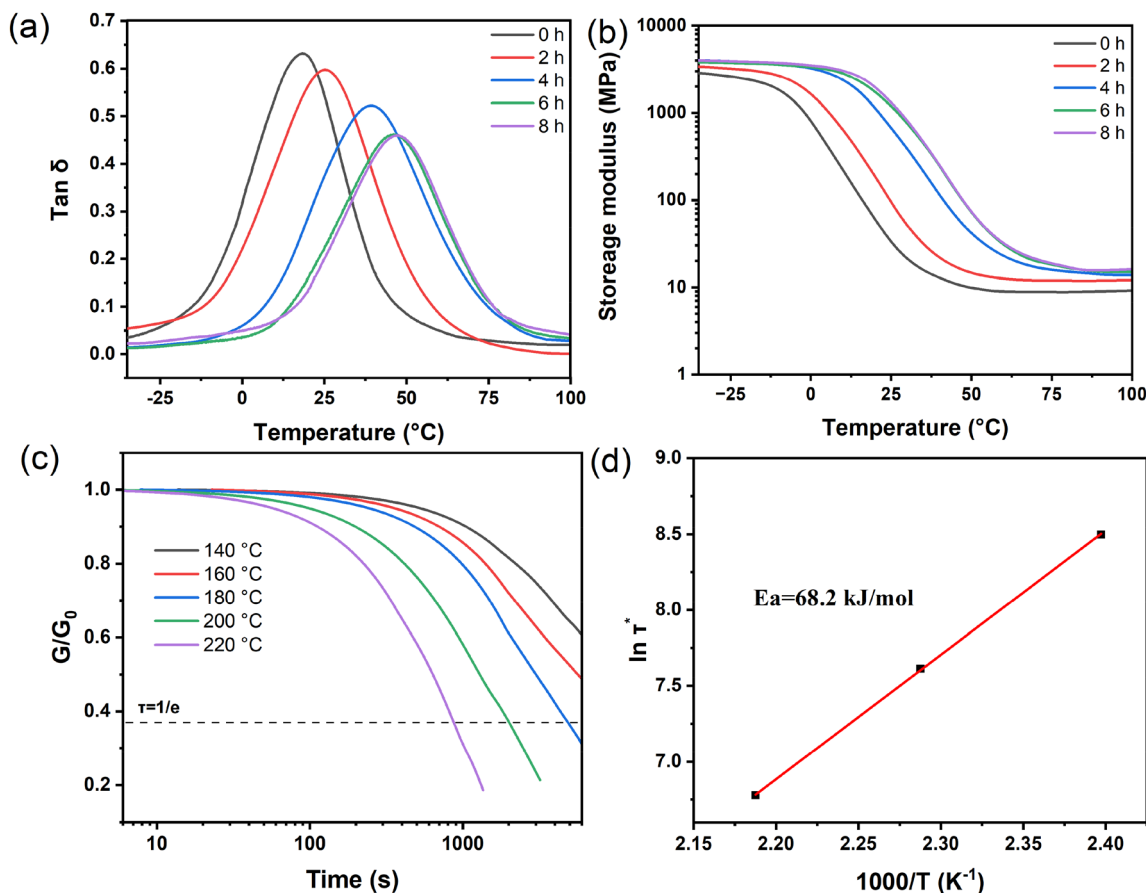 (a)
0.7
0.6
0.5
0.4
0.3
0.2
0.1
0.0
Tan δ
0 h
2 h
4 h
6 h
8 h
-25
0
25
50
75
100
Temperature (°C)
(b)
10000
1000
100
10
1
Storeage modulus (MPa)
0 h
2 h
4 h
6 h
8 h
−25
0
25
50
75
100
Temperature (°C)
(c)
1.0
0.8
0.6
0.4
0.2
G/G0
140 °C
160 °C
180 °C
200 °C
220 °C
τ=1/e
10
100
1000
Time (s)
(d)
9.0
8.5
8.0
7.5
7.0
ln τ*
Ea=68.2 kJ/mol
2.15
2.20
2.25
2.30
2.35
2.40
1000/T (K-1)